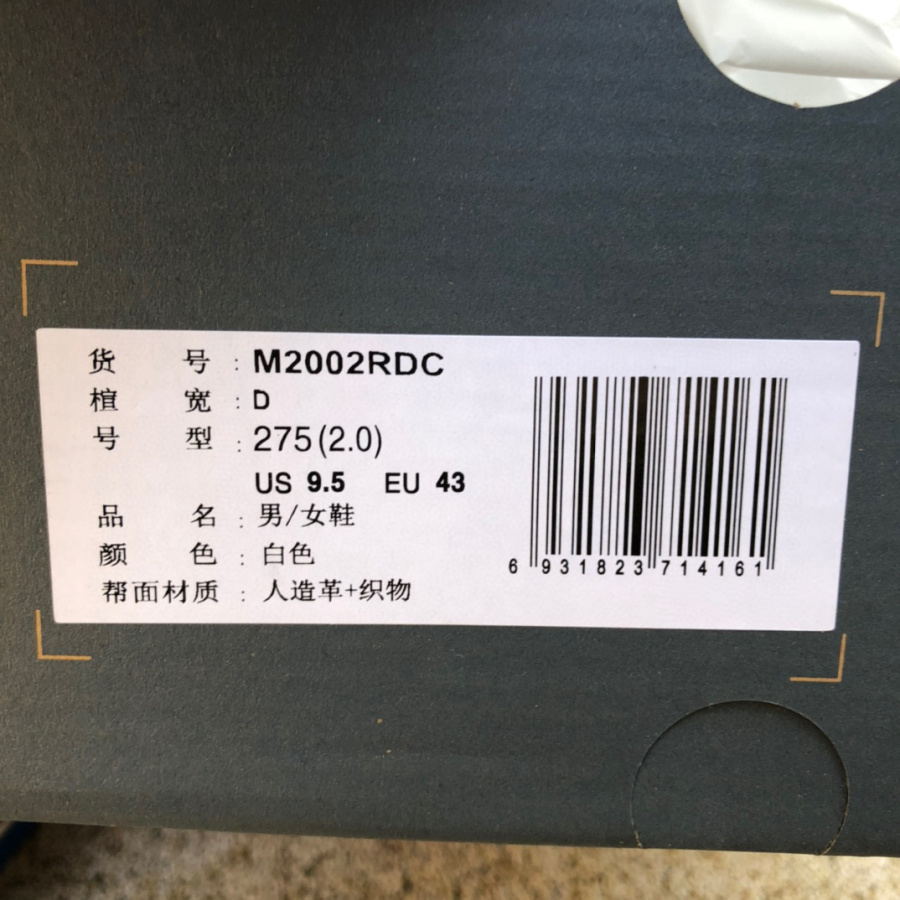 货 号 : M2002RDC
楦 宽 : D
号 型 : 275(2.0)
US 9.5 EU 43
品 名 : 男/女鞋
颜 色 : 白色
帮面材质 : 人造革+织物
6 931823 714161